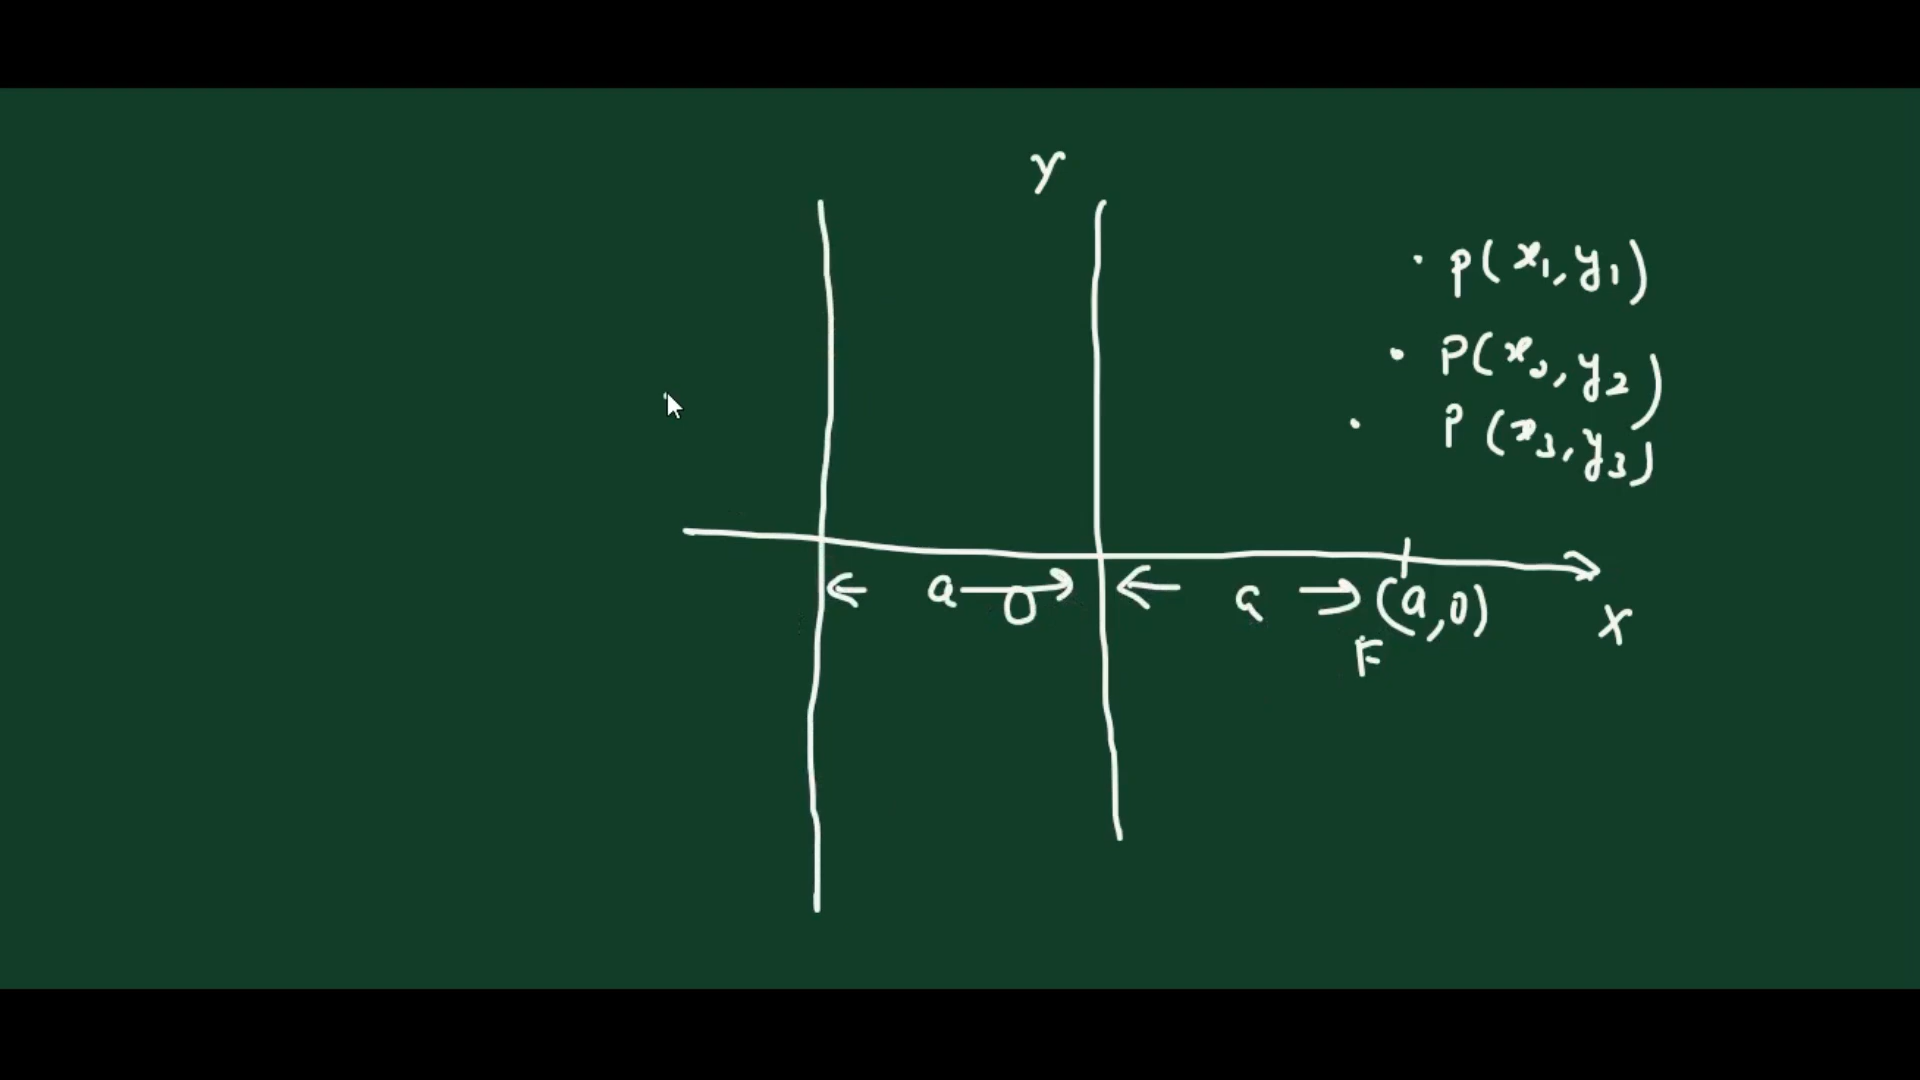 Y
p(x₁,y₁)
P(x₂,y₂)
P(x₃,y₃)
a
O
a
(a,0)
F
X